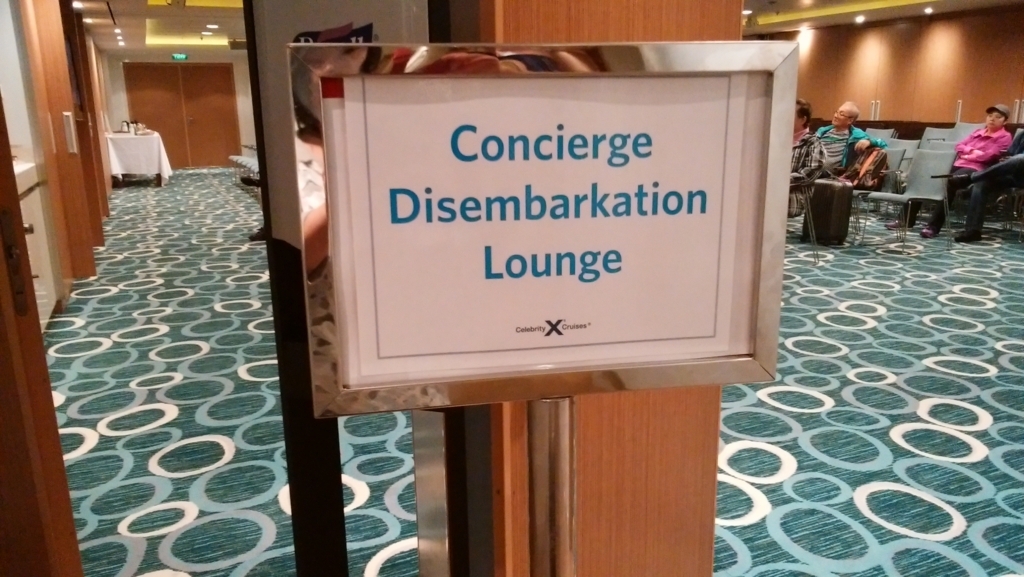 Concierge
Disembarkation
Lounge
Celebrity X Cruises